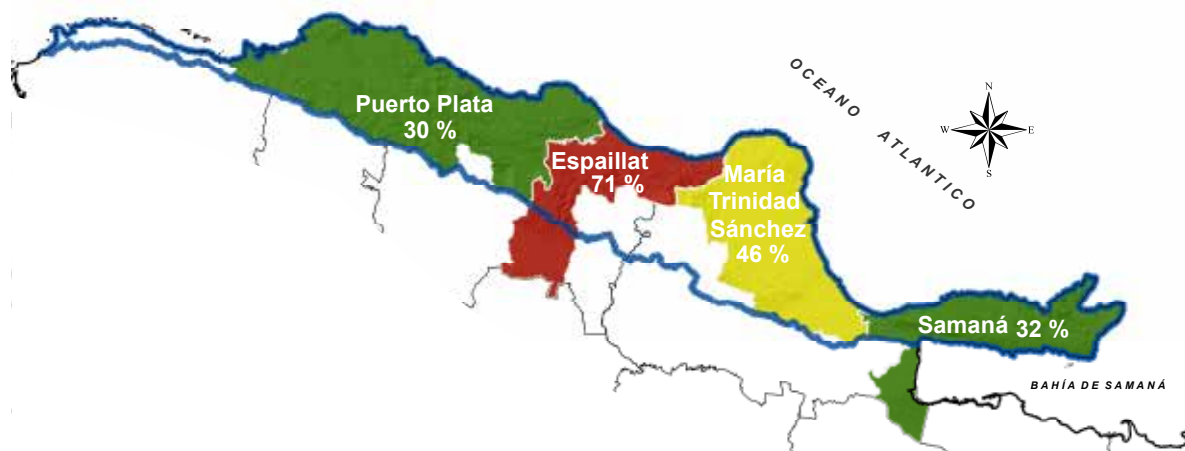 OCEANO ATLANTICO
N
W E
S
Puerto Plata
30 %
Espaillat
71 %
María
Trinidad
Sánchez
46 %
Samaná 32 %
BAHÍA DE SAMANÁ